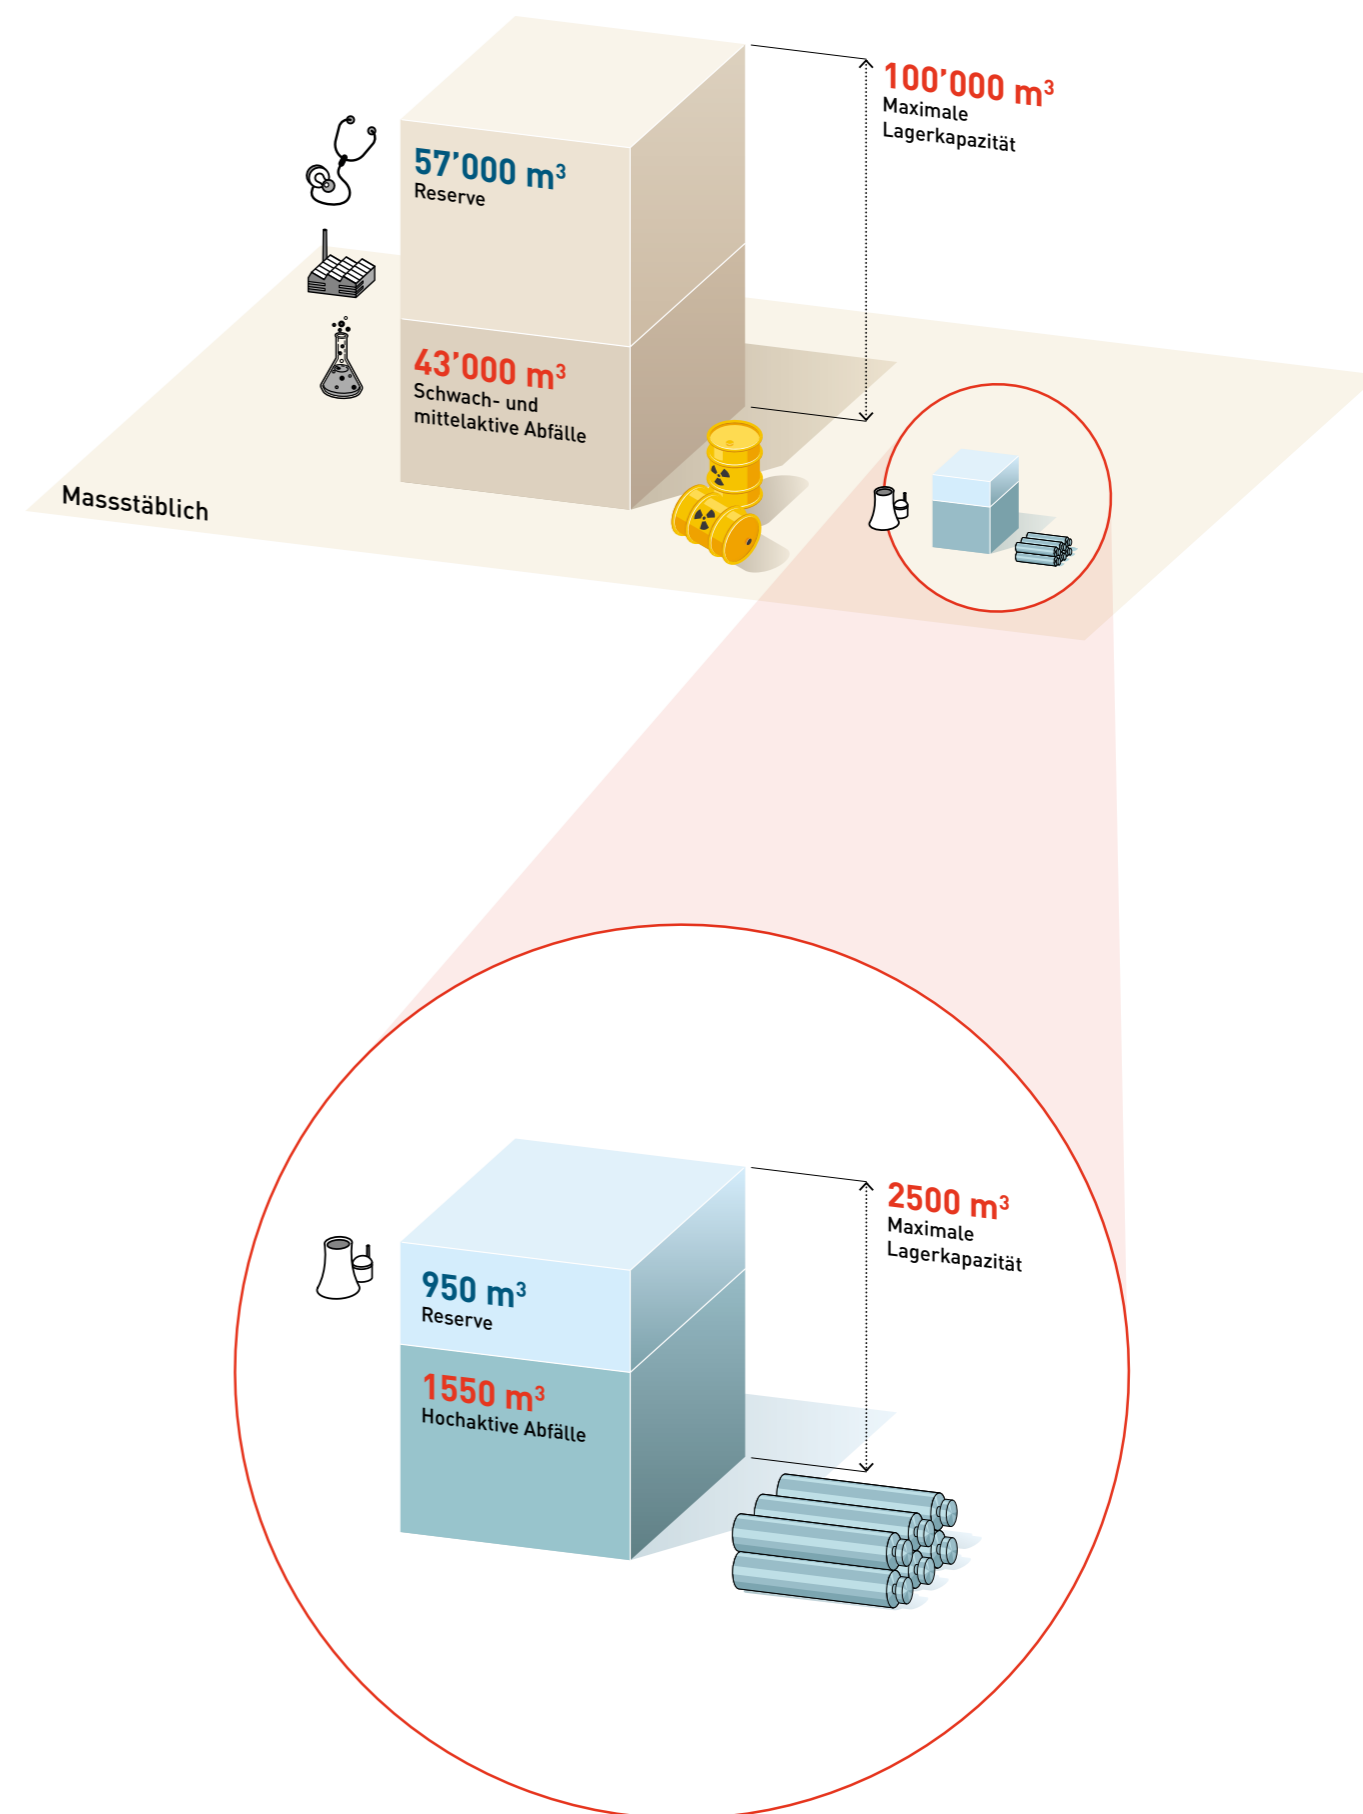 100’000 m³
Maximale
Lagerkapazität
57’000 m³
Reserve
43’000 m³
Schwach- und
mittelaktive Abfälle
Massstäblich
2500 m³
Maximale
Lagerkapazität
950 m³
Reserve
1550 m³
Hochaktive Abfälle